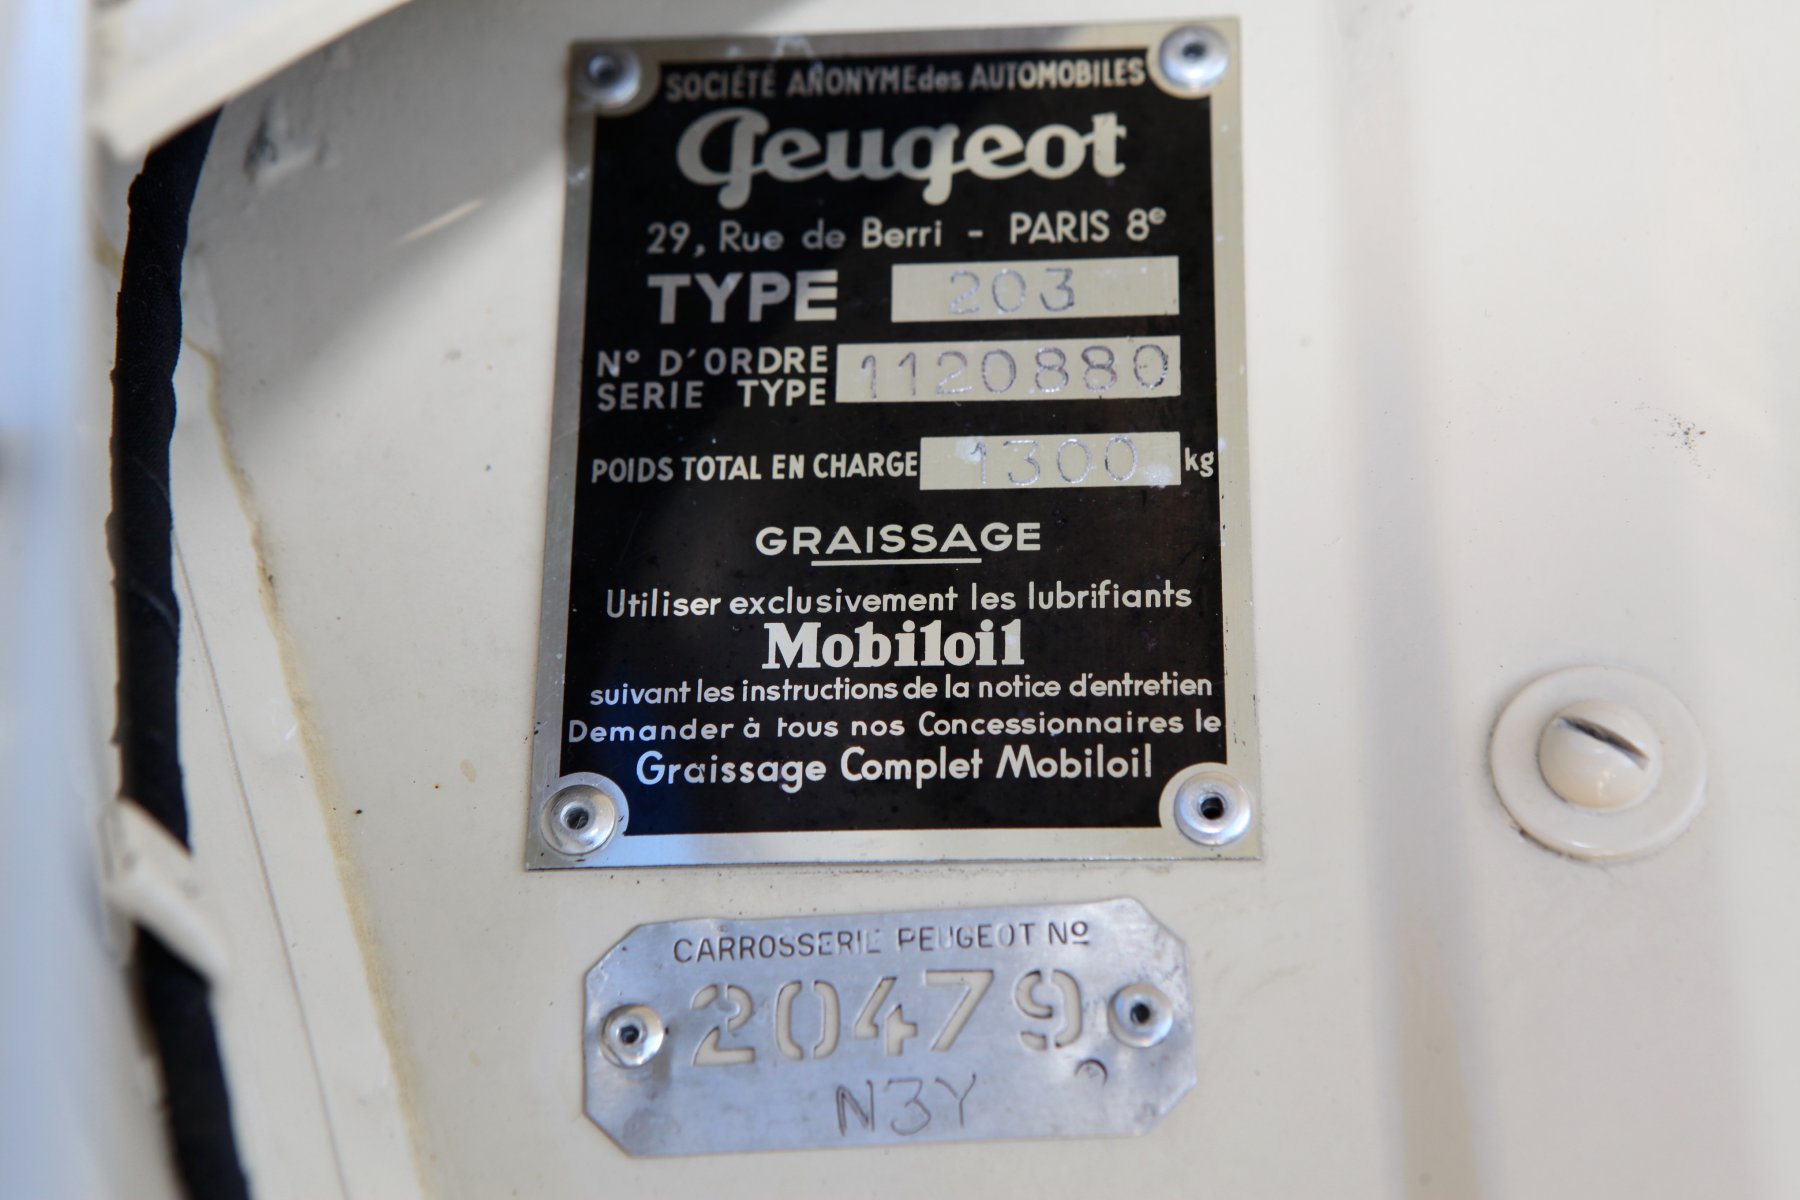 SOCIÉTÉ ANONYME des AUTOMOBILES
Peugeot
29, Rue de Berri - PARIS 8e
TYPE 203
N° D'ORDRE
SERIE TYPE 1120880
POIDS TOTAL EN CHARGE 1300 kg
GRAISSAGE
Utiliser exclusivement les lubrifiants
Mobiloil
suivant les instructions de la notice d'entretien
Demander à tous nos Concessionnaires le
Graissage Complet Mobiloil
CARROSSERIE PEUGEOT Nº
20479
N3Y